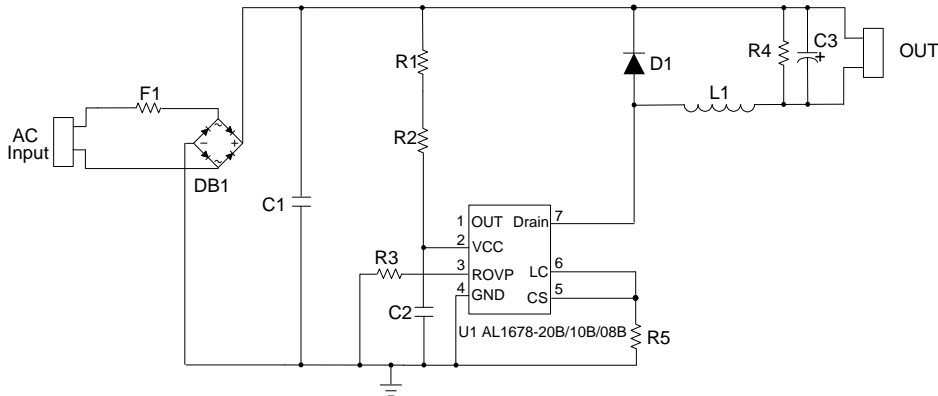 R1
D1
R4
C3
+
OUT
L1
F1
AC
Input
~
- +
~
DB1
R2
C1
1 OUT Drain 7
2 VCC
R3
3 ROVP LC 6
4 GND CS 5
C2
U1 AL1678-20B/10B/08B
R5